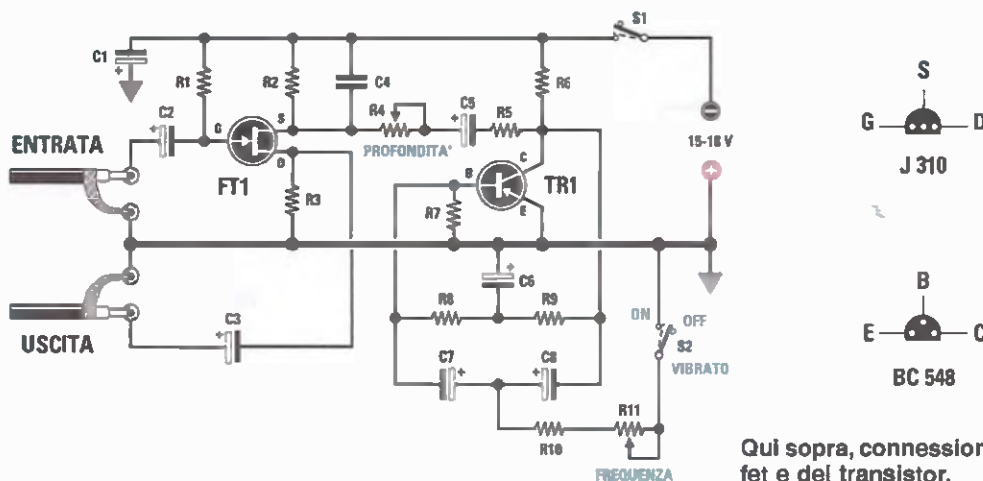 S1
C1
R1
R2
C4
R6
C2
R4
C5
R5
S
G
D
FT1
PROFONDITA'
15-18 V
ENTRATA
R3
B
C
E
TR1
R7
C6
R8
R9
ON
OFF
S2
VIBRATO
USCITA
C3
C7
C8
R10
R11
FREQUENZA
S
G
D
J 310
B
E
C
BC 548
Qui sopra, connession
fet e del transistor.